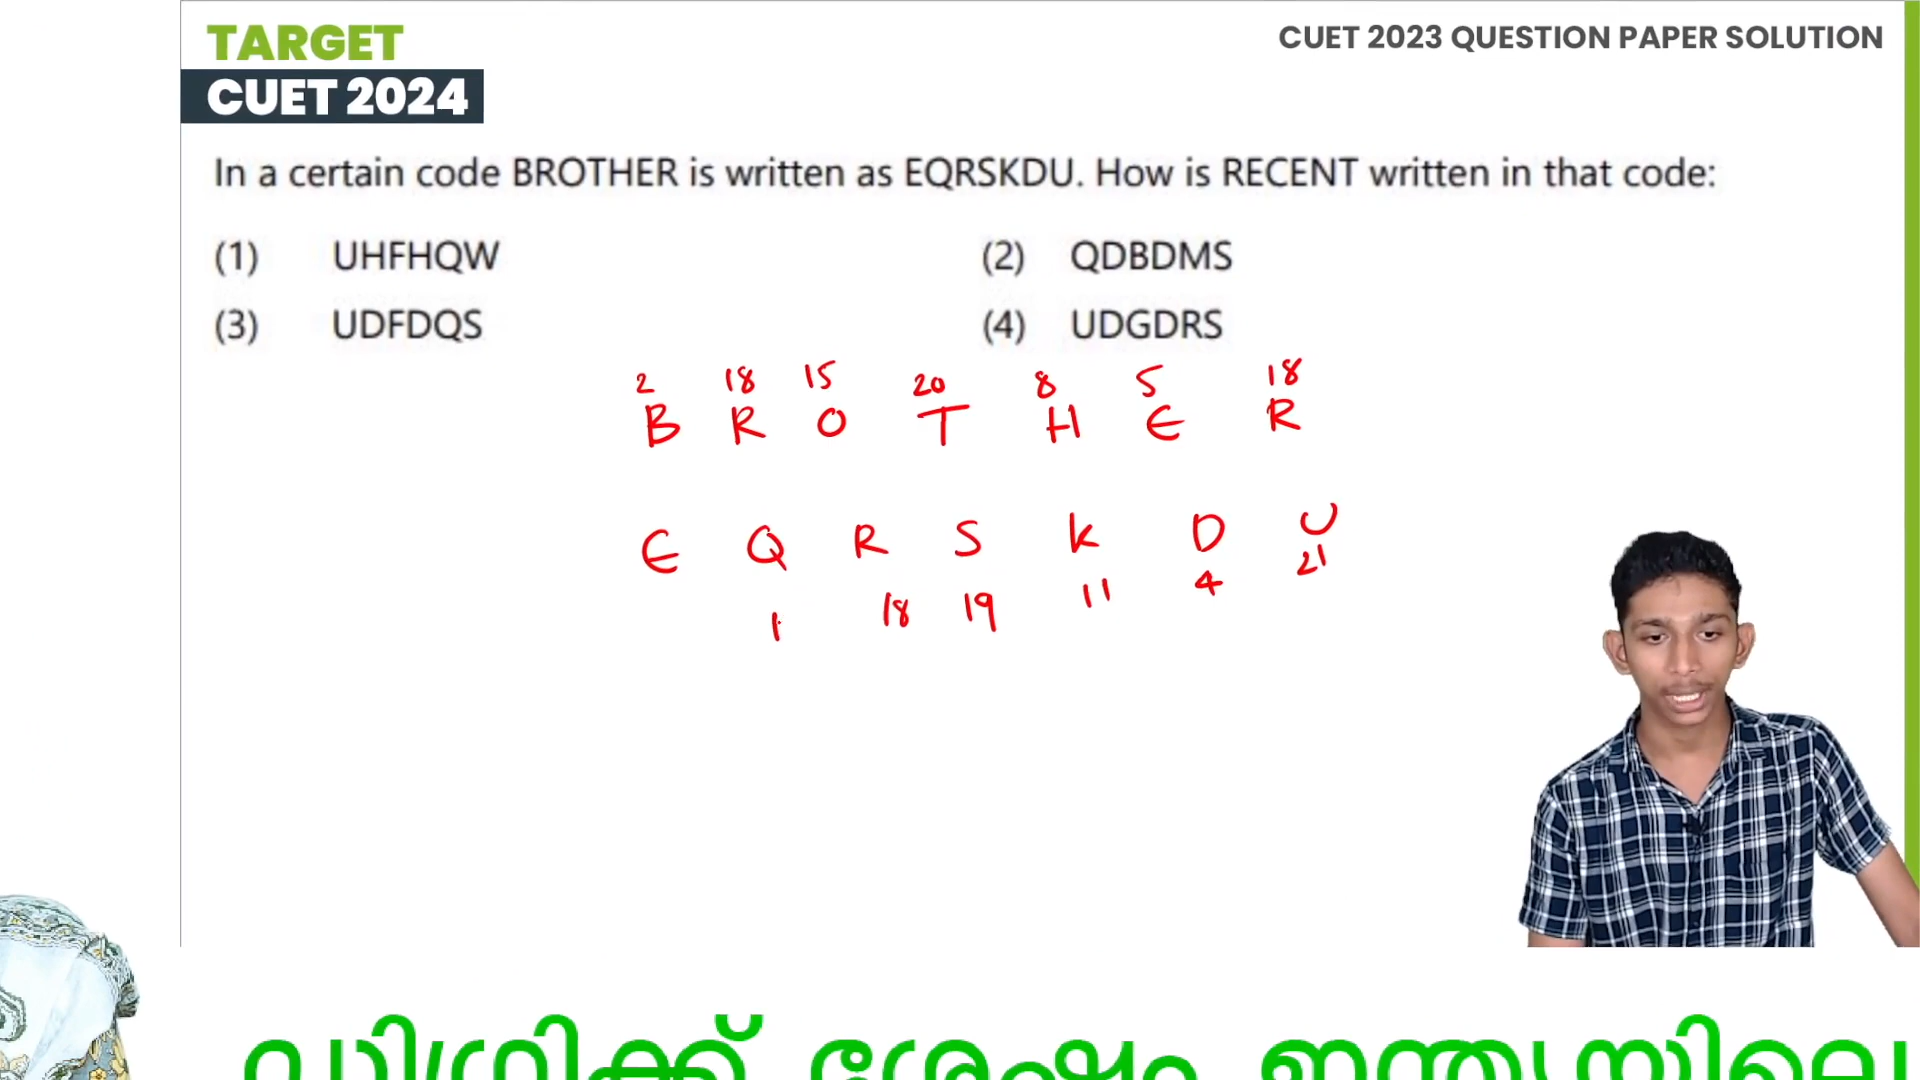 TARGET
CUET 2024
CUET 2023 QUESTION PAPER SOLUTION
In a certain code BROTHER is written as EQRSKDU. How is RECENT written in that code:
(1) UHFHQW (2) QDBDMS
(3) UDFDQS (4) UDGDRS
2 18 15 20 8 5 18
B R O T H E R
E Q R S K D U
1 18 19 11 4 21
ഡിഗ്രിക്ക് ശേഷം ഇന്ത്യയിലെ